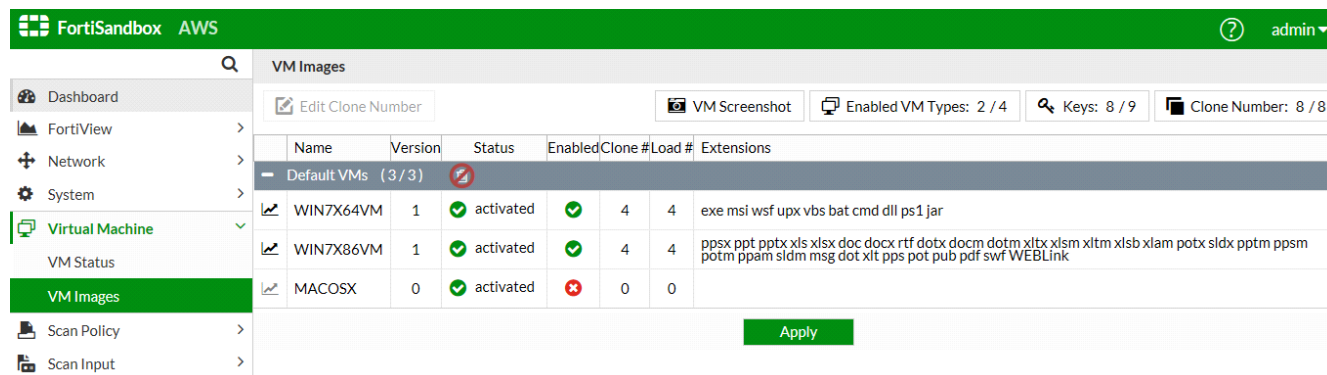 FortiSandbox AWS
? admin
VM Images
Dashboard
Edit Clone Number VM Screenshot Enabled VM Types: 2 / 4 Keys: 8 / 9 Clone Number: 8 / 8
FortiView
Name Version Status Enabled Clone # Load # Extensions
Network
Default VMs (3/3)
System
WIN7X64VM 1 activated 4 4 exe msi wsf upx vbs bat cmd dll ps1 jar
Virtual Machine
WIN7X86VM 1 activated 4 4 ppsx ppt pptx xls xlsx doc docx rtf dotx docm dotm xltx xlsm xltm xlsb xlam potx sldx pptm ppsm
potm ppam sldm msg dot xlt pps pot pub pdf swf WEBLink
VM Status
MACOSX 0 activated 0 0
VM Images
Scan Policy
Apply
Scan Input